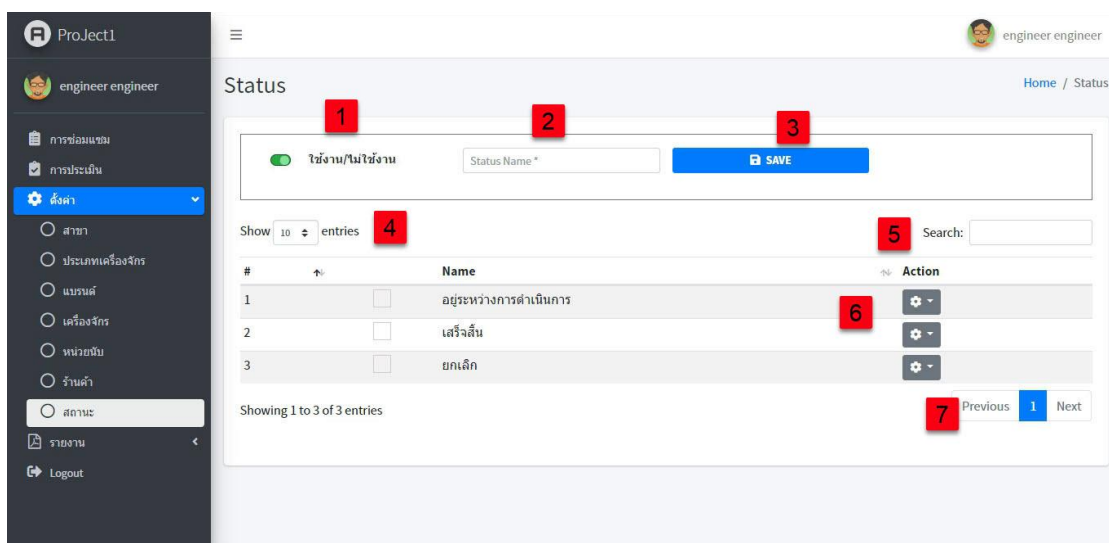 ProJect1
engineer engineer
engineer engineer
Status
Home / Status
การซ่อมแซม
การประเมิน
ตั้งค่า
สาขา
ประเภทเครื่องจักร
แบรนด์
เครื่องจักร
หน่วยนับ
ร้านค้า
สถานะ
รายงาน
Logout
1
2
3
ใช้งาน/ไม่ใช้งาน
Status Name *
SAVE
Show 10 entries
4
5
Search:
# Name Action
1 อยู่ระหว่างการดำเนินการ
6
2 เสร็จสิ้น
3 ยกเลิก
Showing 1 to 3 of 3 entries
7
Previous 1 Next